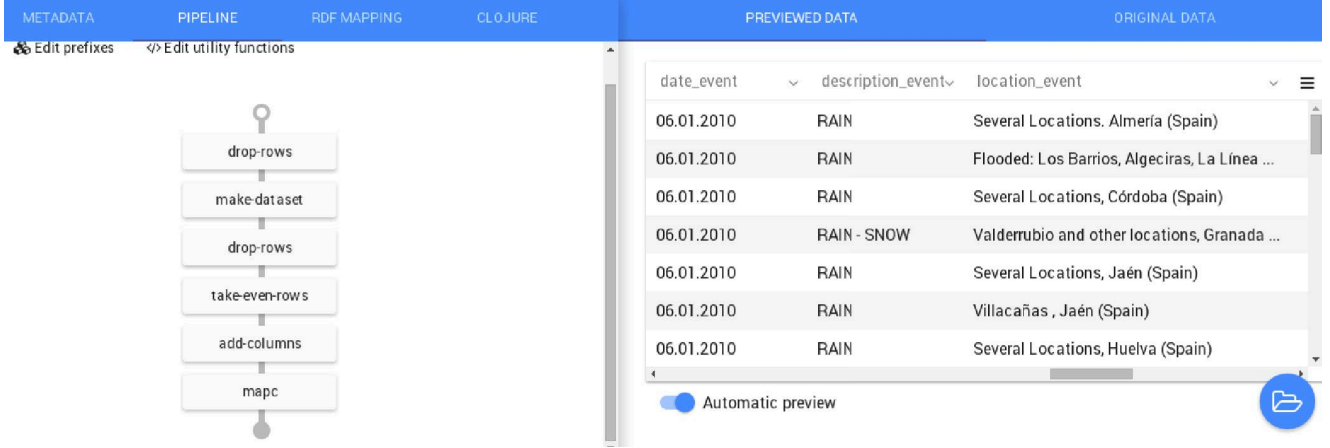 METADATA PIPELINE RDF MAPPING CLOJURE PREVIEWED DATA ORIGINAL DATA
Edit prefixes </> Edit utility functions
drop-rows
make-dataset
drop-rows
take-even-rows
add-columns
mapc
date_event description_event location_event
06.01.2010 RAIN Several Locations. Almería (Spain)
06.01.2010 RAIN Flooded: Los Barrios, Algeciras, La Línea ...
06.01.2010 RAIN Several Locations, Córdoba (Spain)
06.01.2010 RAIN - SNOW Valderrubio and other locations, Granada ...
06.01.2010 RAIN Several Locations, Jaén (Spain)
06.01.2010 RAIN Villacañas , Jaén (Spain)
06.01.2010 RAIN Several Locations, Huelva (Spain)
Automatic preview